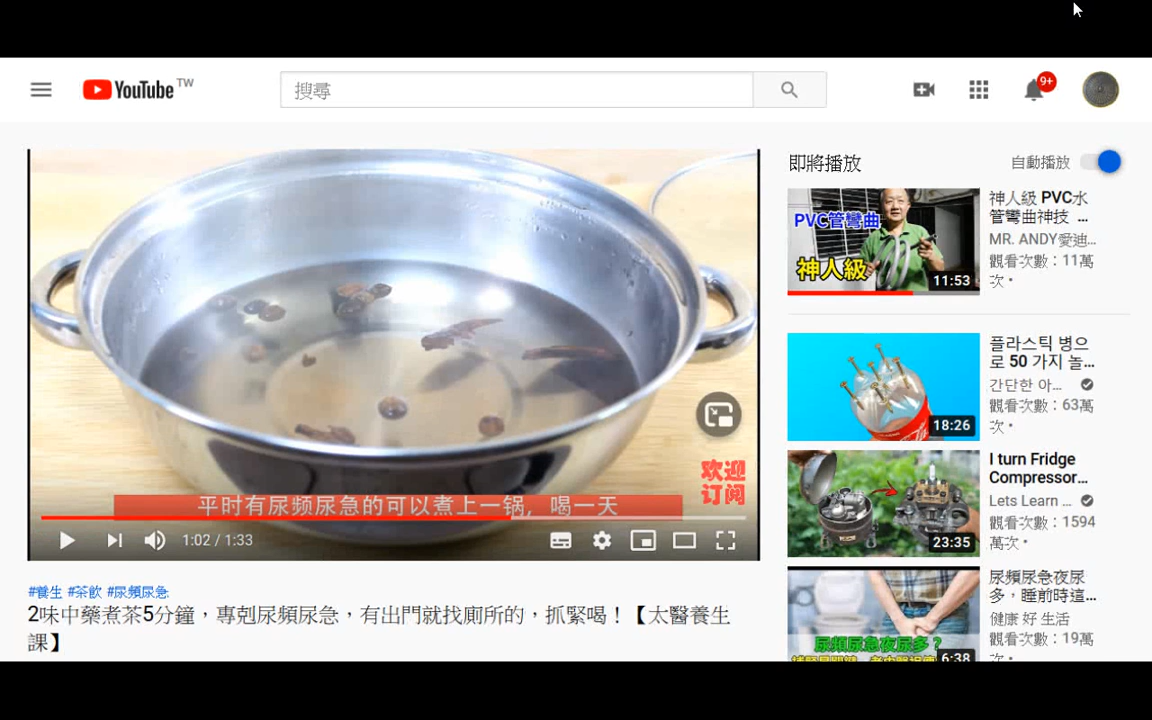 YouTube TW
搜尋
9+
欢迎
订阅
平时有尿频尿急的可以煮上一锅，喝一天
1:02 / 1:33
#養生 #茶飲 #尿頻尿急
2味中藥煮茶5分鐘，專剋尿頻尿急，有出門就找廁所的，抓緊喝！【太醫養生
課】
即將播放
自動播放
PVC管彎曲
神人級
11:53
神人級 PVC水
管彎曲神技 ...
MR. ANDY愛迪...
觀看次數：11萬
次 •
18:26
플라스틱 병으
로 50 가지 놀...
간단한 아...
觀看次數：63萬
次 •
23:35
I turn Fridge
Compressor...
Lets Learn ...
觀看次數：1594
萬次 •
尿頻尿急夜尿多？
6:38
尿頻尿急夜尿
多，睡前時這...
健康 好 生活
觀看次數：19萬
次 •